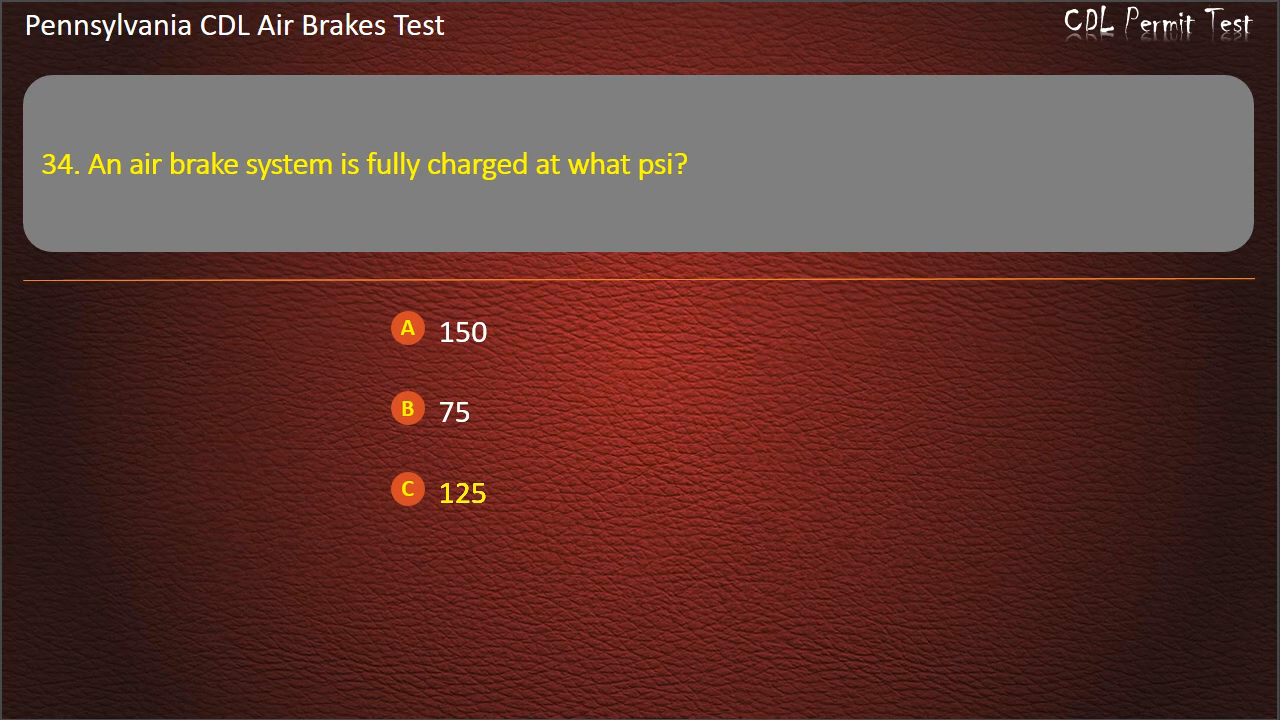 Pennsylvania CDL Air Brakes Test
CDL Permit Test
34. An air brake system is fully charged at what psi?
A 150
B 75
C 125